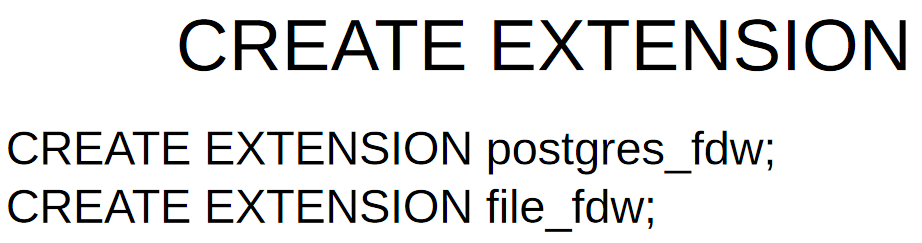 CREATE EXTENSION
CREATE EXTENSION postgres_fdw;
CREATE EXTENSION file_fdw;